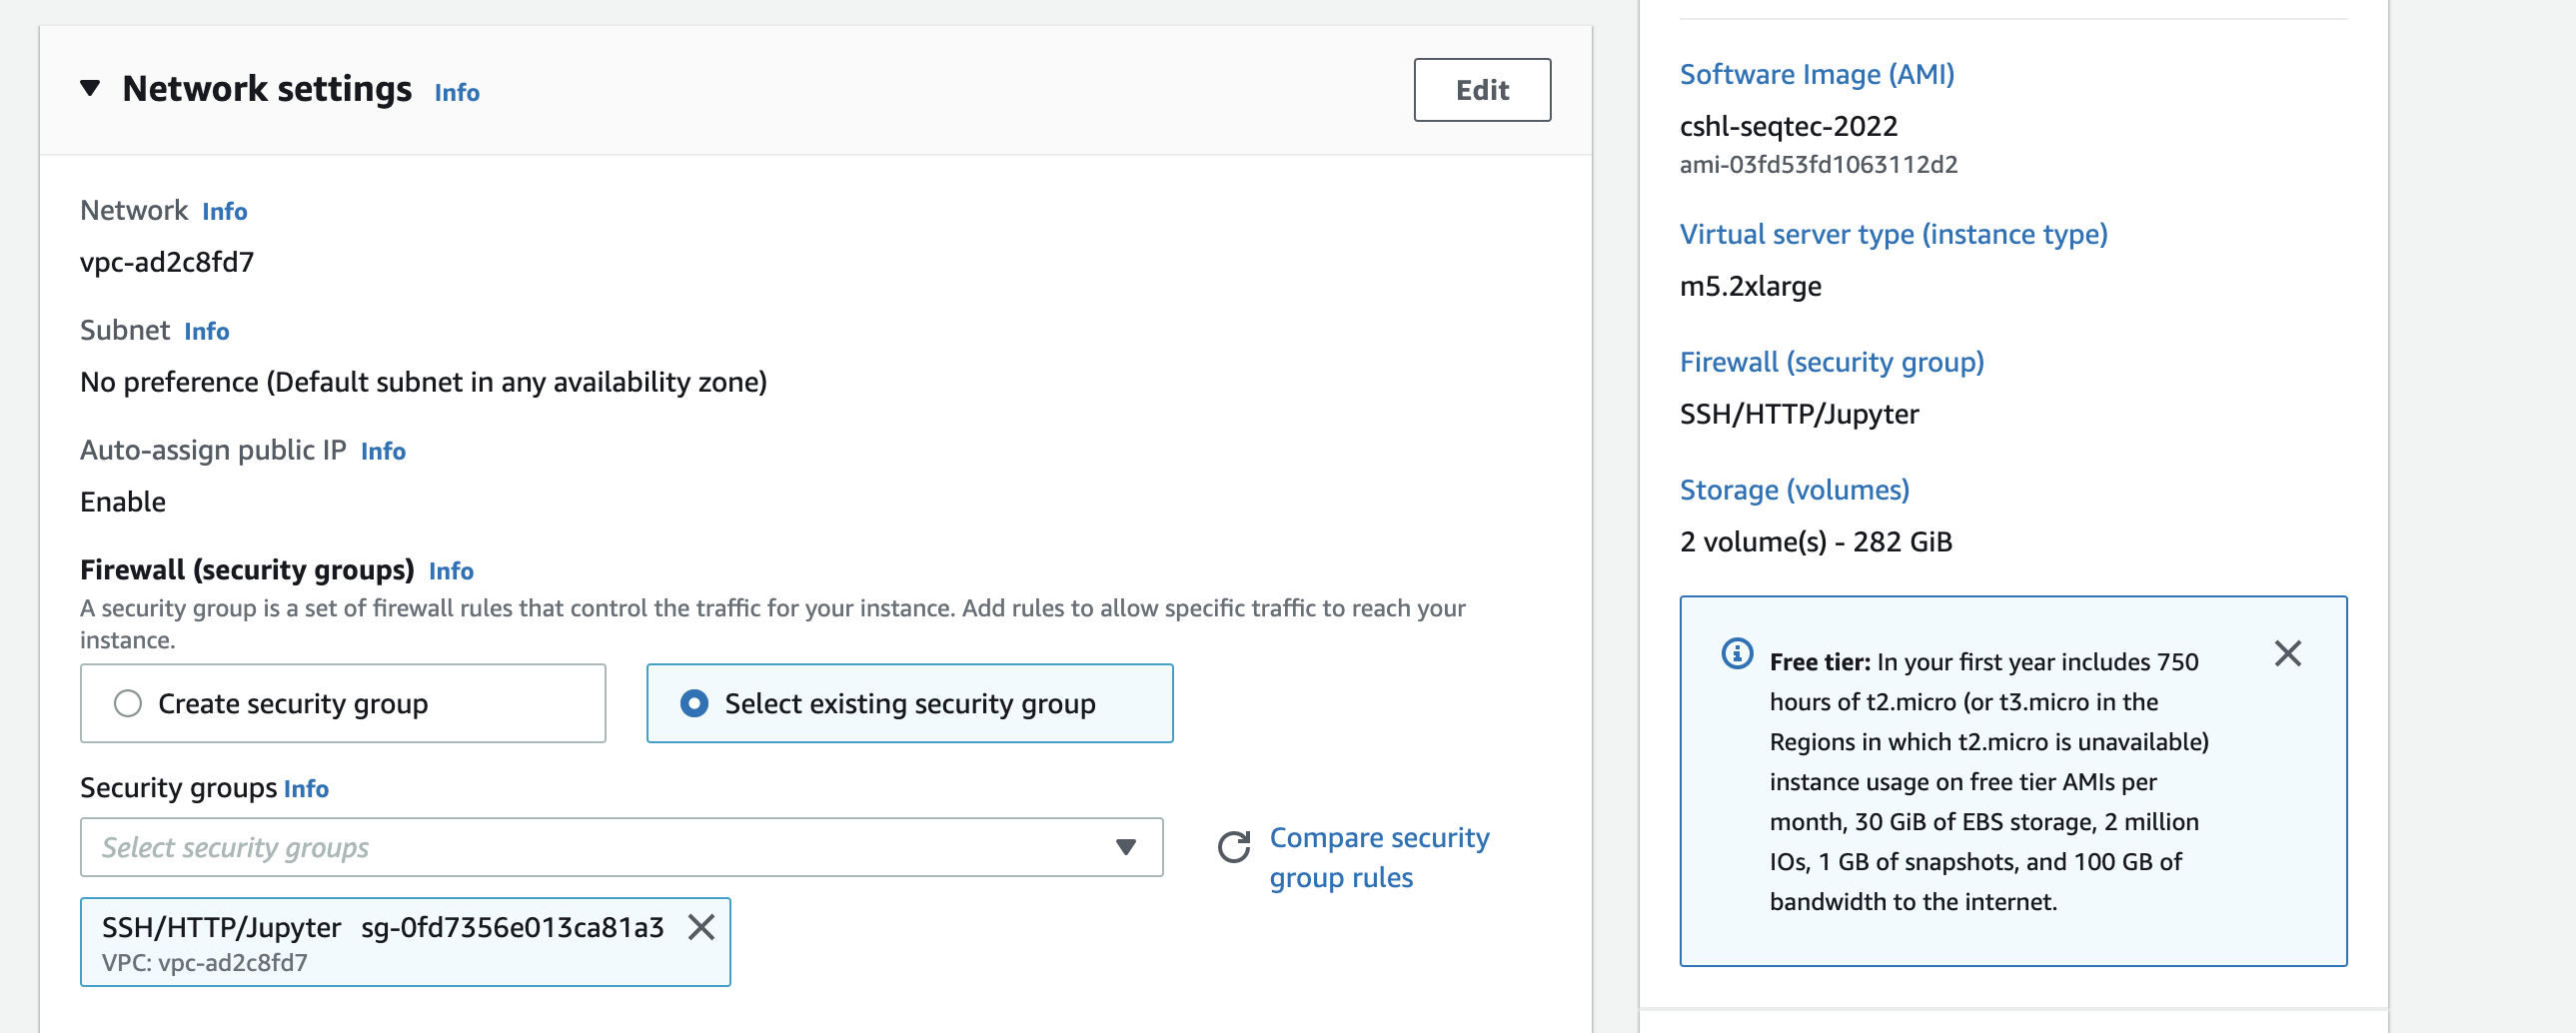 Network settings Info
Edit
Network Info
vpc-ad2c8fd7
Subnet Info
No preference (Default subnet in any availability zone)
Auto-assign public IP Info
Enable
Firewall (security groups) Info
A security group is a set of firewall rules that control the traffic for your instance. Add rules to allow specific traffic to reach your
instance.
Create security group
Select existing security group
Security groups Info
Select security groups
Compare security
group rules
SSH/HTTP/Jupyter sg-0fd7356e013ca81a3
VPC: vpc-ad2c8fd7
Software Image (AMI)
cshl-seqtec-2022
ami-03fd53fd1063112d2
Virtual server type (instance type)
m5.2xlarge
Firewall (security group)
SSH/HTTP/Jupyter
Storage (volumes)
2 volume(s) - 282 GiB
Free tier: In your first year includes 750
hours of t2.micro (or t3.micro in the
Regions in which t2.micro is unavailable)
instance usage on free tier AMIs per
month, 30 GiB of EBS storage, 2 million
IOs, 1 GB of snapshots, and 100 GB of
bandwidth to the internet.